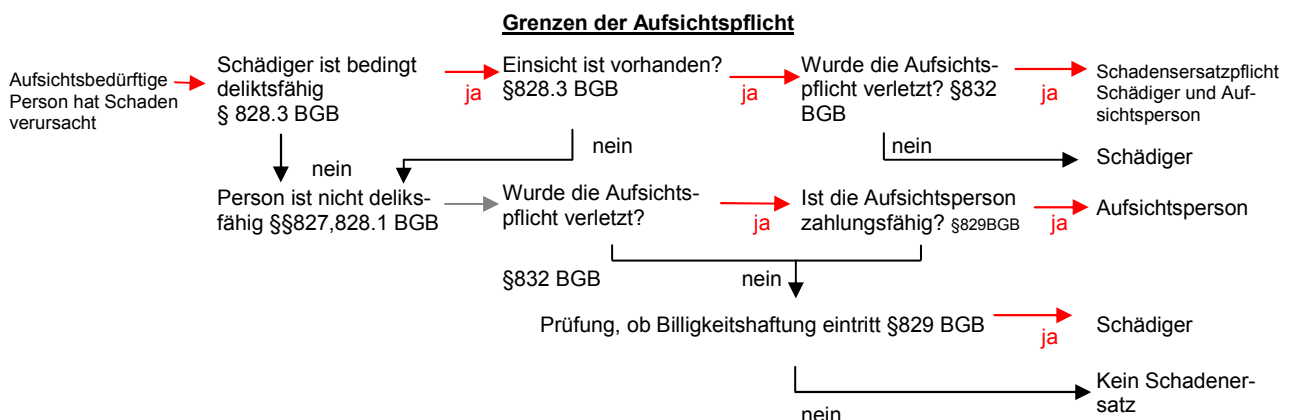 Grenzen der Aufsichtspflicht
Aufsichtsbedürftige
Person hat Schaden
verursacht
Schädiger ist bedingt
deliktsfähig
§ 828.3 BGB
ja
Einsicht ist vorhanden?
§828.3 BGB
ja
Wurde die Aufsichts-
pflicht verletzt? §832
BGB
ja
Schadensersatzpflicht
Schädiger und Auf-
sichtsperson
nein
nein
nein
Schädiger
Person ist nicht deliks-
fähig §§827,828.1 BGB
Wurde die Aufsichts-
pflicht verletzt?
ja
Ist die Aufsichtsperson
zahlungsfähig? §829BGB
ja
Aufsichtsperson
§832 BGB
nein
Prüfung, ob Billigkeitshaftung eintritt §829 BGB
ja
Schädiger
nein
Kein Schadener-
satz